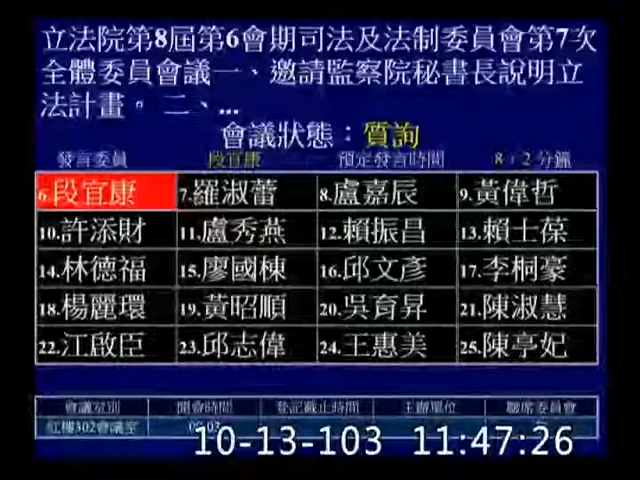 立法院第8屆第6會期司法及法制委員會第7次
全體委員會議一、邀請監察院秘書長說明立
法計畫。 二、...
會議狀態：質詢
發言委員 段宜康 預定發言時間 8+2 分鐘
6.段宜康 7.羅淑蕾 8.盧嘉辰 9.黃偉哲
10.許添財 11.盧秀燕 12.賴振昌 13.賴士葆
14.林德福 15.廖國棟 16.邱文彥 17.李桐豪
18.楊麗環 19.黃昭順 20.吳育昇 21.陳淑慧
22.江啟臣 23.邱志偉 24.王惠美 25.陳亭妃
會議室別 開會時間 登記截止時間 主辦單位 聯席委員會
紅樓302會議室
10-13-103 11:47:26